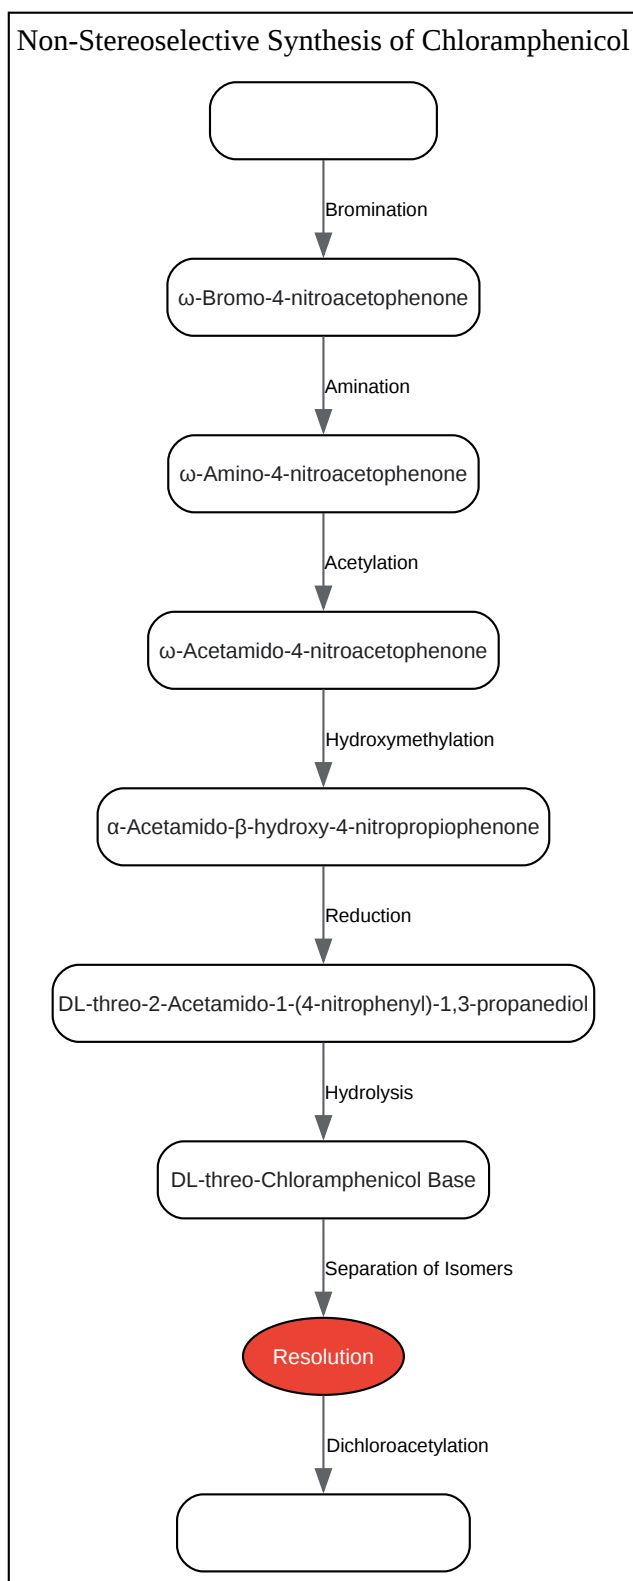 Non-Stereoselective Synthesis of Chloramphenicol
Bromination
ω-Bromo-4-nitroacetophenone
Amination
ω-Amino-4-nitroacetophenone
Acetylation
ω-Acetamido-4-nitroacetophenone
Hydroxymethylation
α-Acetamido-β-hydroxy-4-nitropropiophenone
Reduction
DL-threo-2-Acetamido-1-(4-nitrophenyl)-1,3-propanediol
Hydrolysis
DL-threo-Chloramphenicol Base
Separation of Isomers
Resolution
Dichloroacetylation